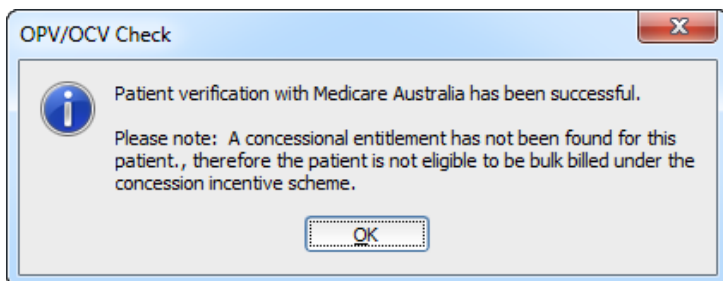 OPV/OCV Check
Patient verification with Medicare Australia has been successful.
Please note: A concessional entitlement has not been found for this
patient., therefore the patient is not eligible to be bulk billed under the
concession incentive scheme.
OK